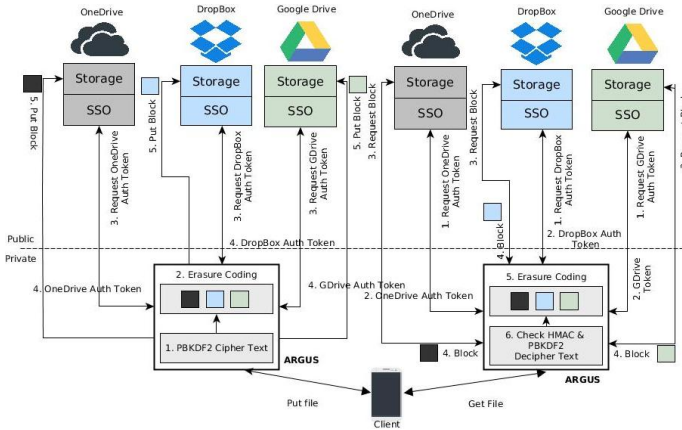 OneDrive
DropBox
Google Drive
OneDrive
DropBox
Google Drive
Storage
Storage
Storage
Storage
Storage
Storage
SSO
SSO
SSO
SSO
SSO
SSO
5. Put Block
3. Request OneDrive
Auth Token
5. Put Block
3. Request DropBox
Auth Token
3. Request GDrive
Auth Token
5. Put Block
3. Request Block
1. Request OneDrive
Auth Token
3. Request Block
4. Block
1. Request DropBox
Auth Token
1. Request GDrive
Auth Token
Public
Private
4. DropBox Auth Token
2. DropBox Auth
Token
4. OneDrive Auth Token
2. Erasure Coding
4. GDrive Auth Token
2. OneDrive Auth Token
5. Erasure Coding
2. GDrive
Token
1. PBKDF2 Cipher Text
6. Check HMAC &
PBKDF2
Decipher Text
4. Block
4. Block
ARGUS
ARGUS
Put file
Get File
Client